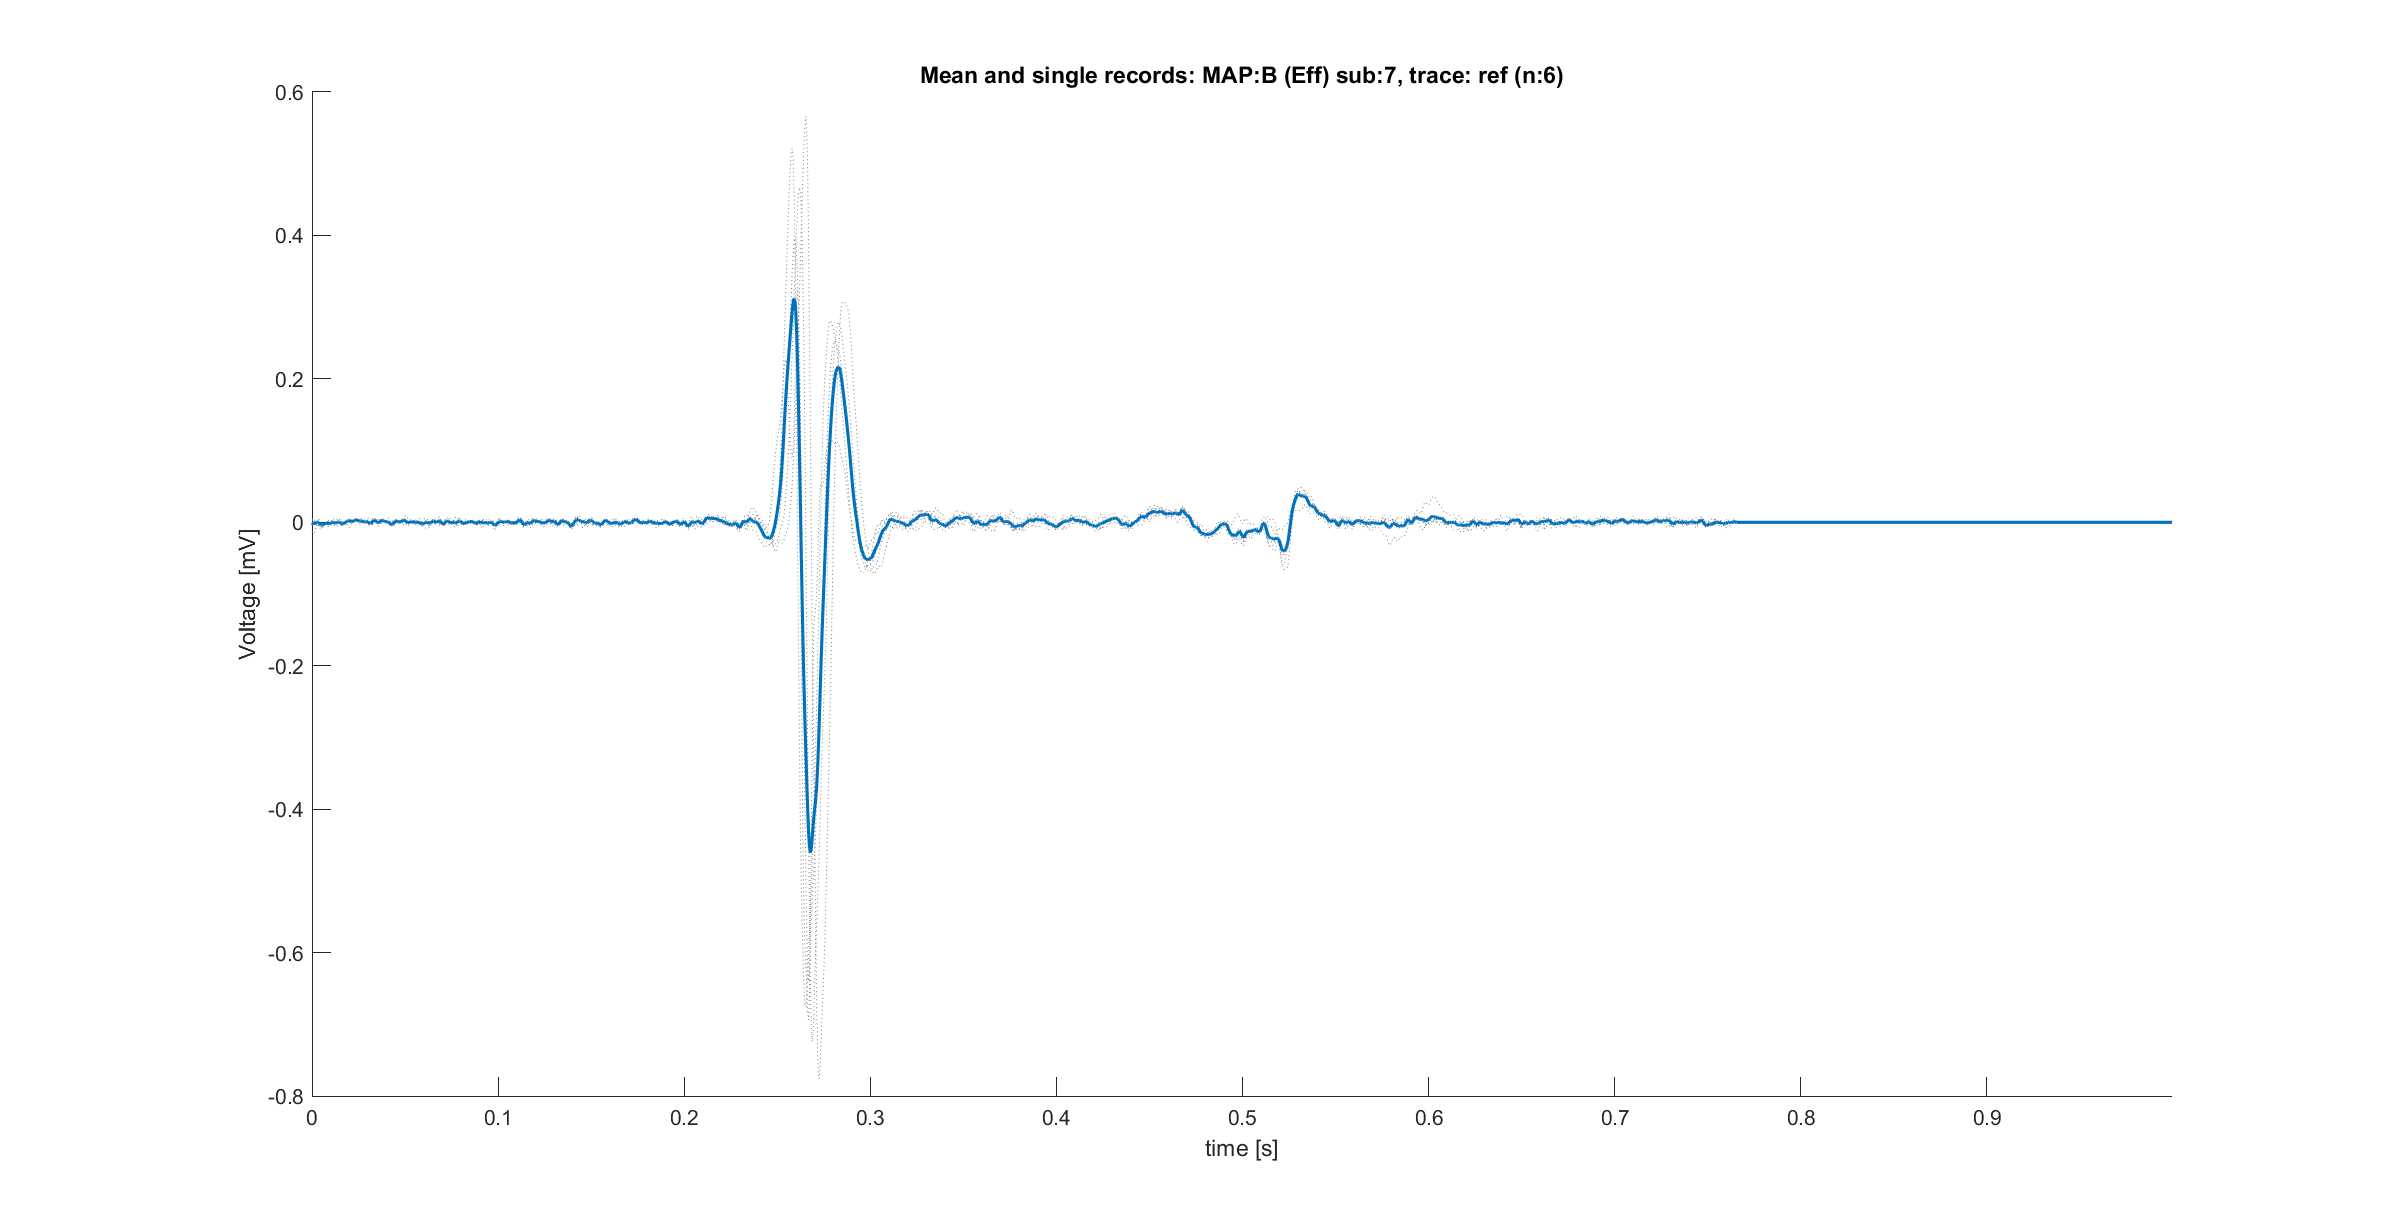 Mean and single records: MAP:B (Eff) sub:7, trace: ref (n:6)
0.6
0.4
0.2
0
-0.2
-0.4
-0.6
-0.8
Voltage [mV]
0 0.1 0.2 0.3 0.4 0.5 0.6 0.7 0.8 0.9
time [s]